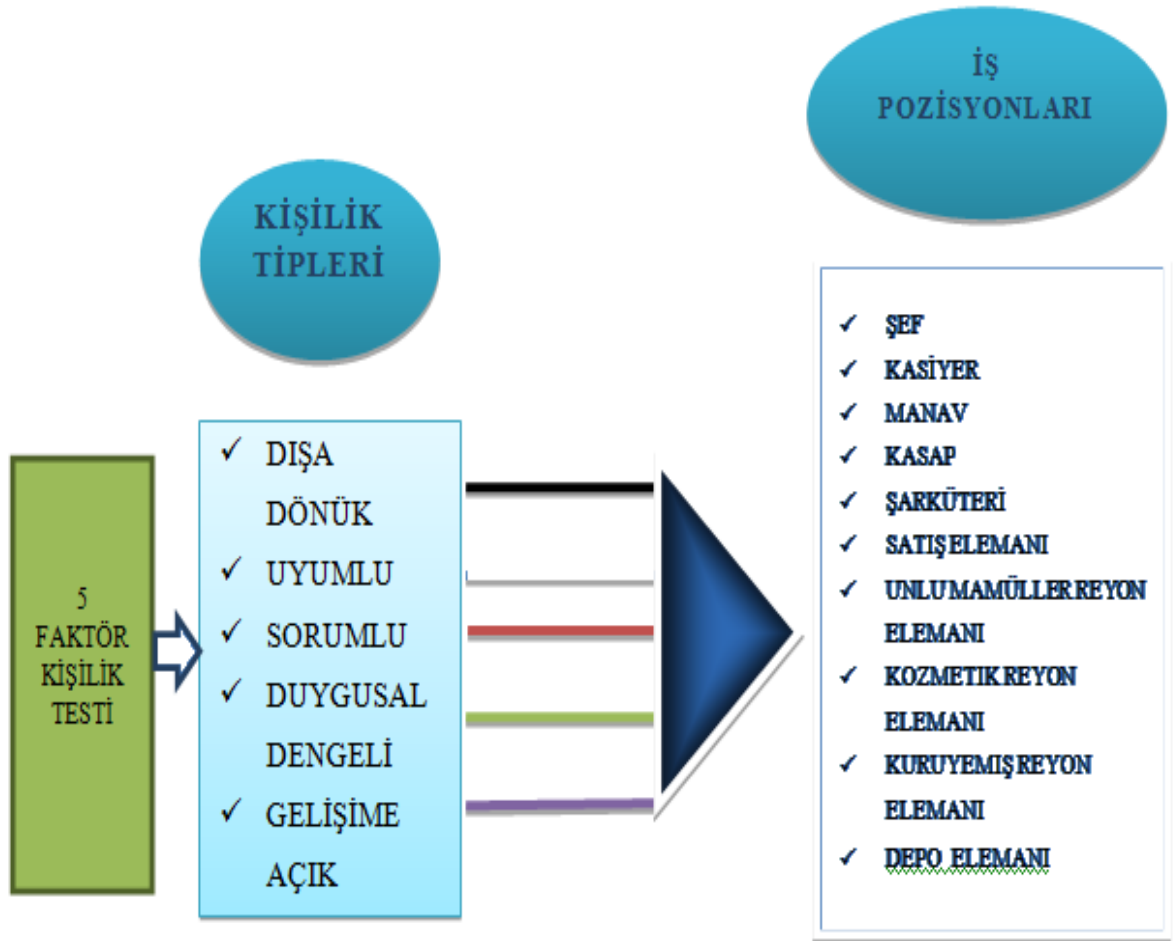 İŞ
POZİSYONLARI
KİŞİLİK
TİPLERİ
5
FAKTÖR
KİŞİLİK
TESTİ
✓ DIŞA
DÖNÜK
✓ UYUMLU
✓ SORUMLU
✓ DUYGUSAL
DENGELİ
✓ GELİŞİME
AÇIK
✓ ŞEF
✓ KASİYER
✓ MANAV
✓ KASAP
✓ ŞARKÜTERİ
✓ SATIŞ ELEMANI
✓ UNLU MAMÜLLER REYON
ELEMANI
✓ KOZMETIK REYON
ELEMANI
✓ KURUYEMIŞ REYON
ELEMANI
✓ DEPO ELEMANI